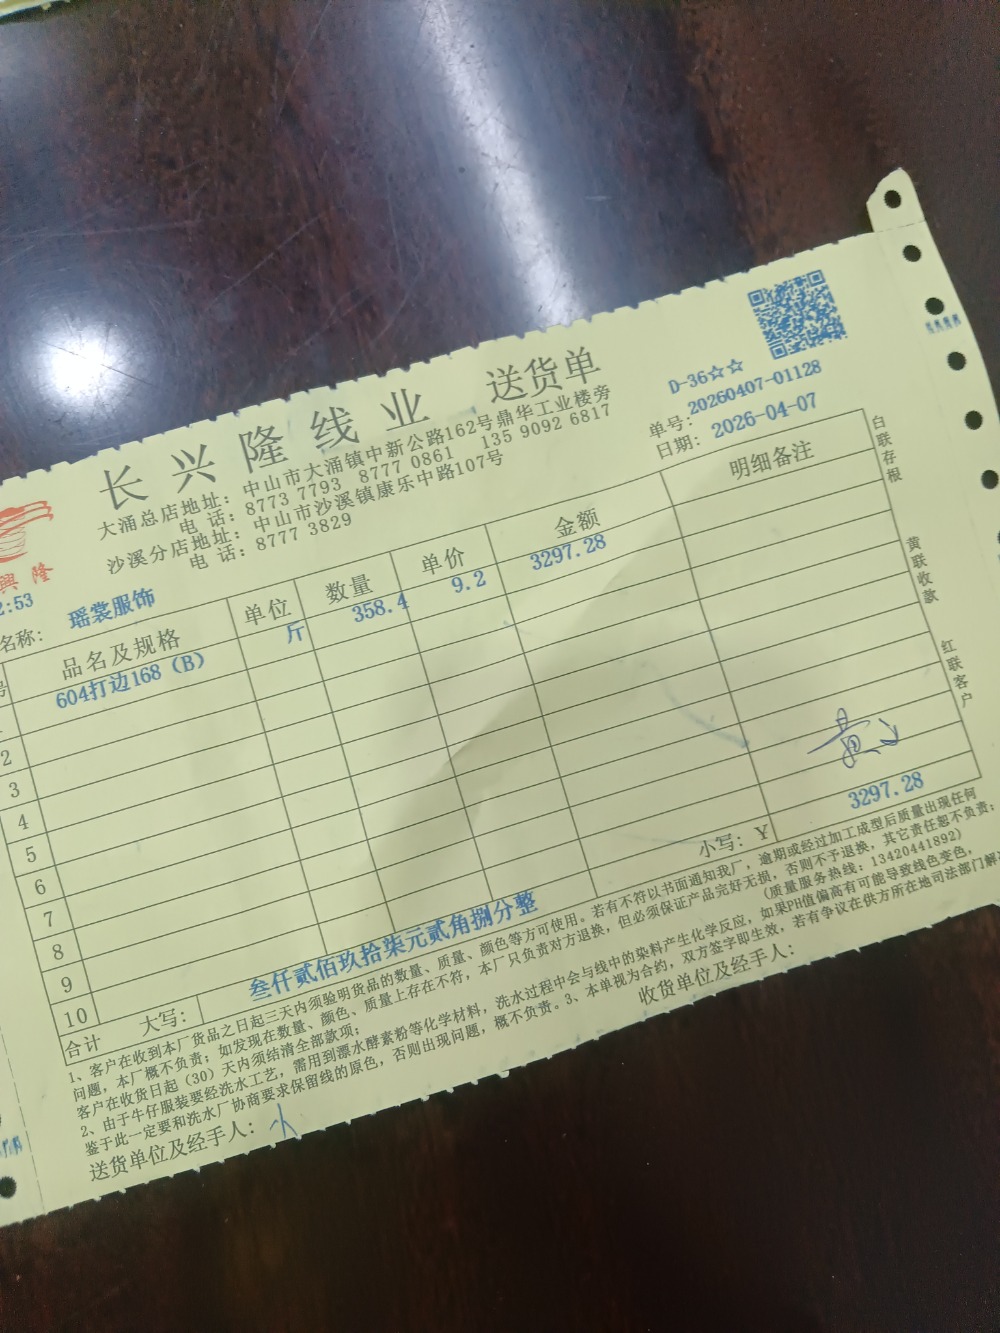 长兴隆线业 送货单
D-36☆☆
大涌总店地址: 中山市大涌镇中新公路162号鼎华工业楼旁
电 话: 8773 7793 8777 0861 135 9092 6817
沙溪分店地址: 中山市沙溪镇康乐中路107号
电 话: 8777 3829
单号: 20260407-01128
日期: 2026-04-07
興隆
2:53
名称: 瑶裳服饰
号 品名及规格 单位 数量 单价 金额 明细备注
604打边168 (B) 斤 358.4 9.2 3297.28
2
3
4
5
6
7
8
9
10
合计 大写: 叁仟贰佰玖拾柒元贰角捌分整 小写: ¥ 3297.28
1、客户在收到本厂货品之日起三天内须验明货品的数量、质量、颜色等方可使用。若有不符以书面通知我厂,逾期或经过加工成型后质量出现任何
问题,本厂概不负责; 如发现在数量、颜色、质量上存在不符,本厂只负责对方退换,但必须保证产品完好无损,否则不予退换,其它责任恕不负责;
客户在收货日起 (30) 天内须结清全部款项; (质量服务热线: 13420441892)
2、由于牛仔服装要经洗水工艺,需用到漂水酵素粉等化学材料,洗水过程中会与线中的染料产生化学反应,如果PH值偏高有可能导致线色变色,
鉴于此一定要和洗水厂协商要求保留线的原色,否则出现问题,概不负责。3、本单视为合约,双方签字即生效,若有争议在供方所在地司法部门解
送货单位及经手人: 收货单位及经手人:
白联存根
黄联收款
红联客户